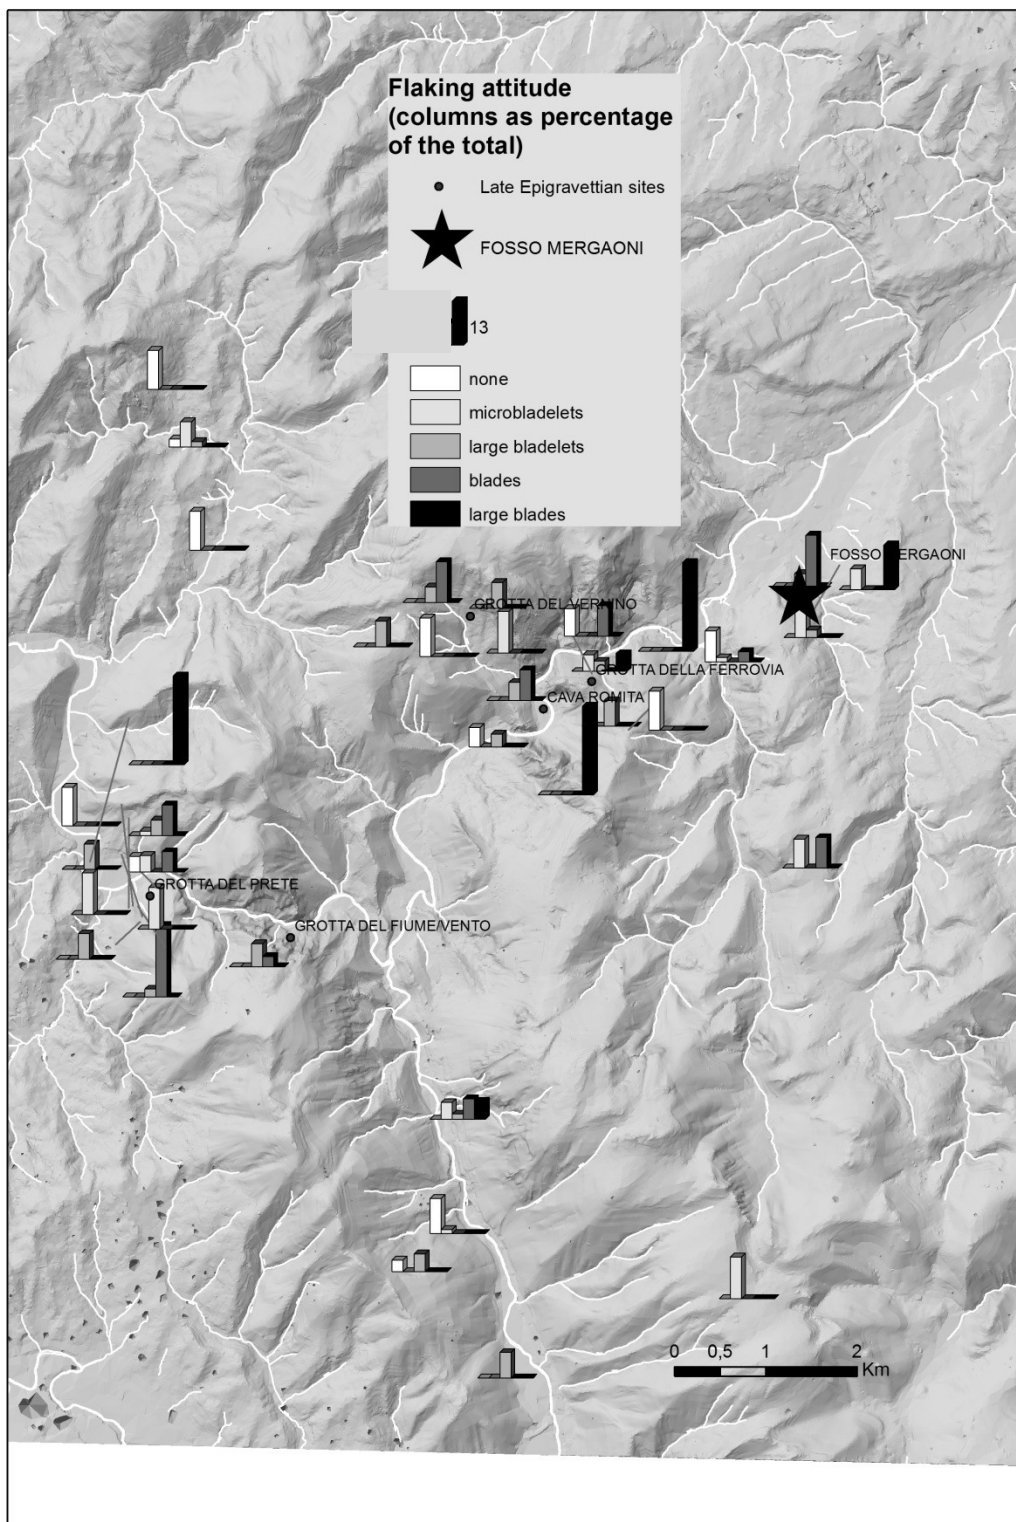 Flaking attitude
(columns as percentage
of the total)
Late Epigravettian sites
FOSSO MERGAONI
13
none
microbladelets
large bladelets
blades
large blades
FOSSO MERGAONI
GROTTA DEL VERNINO
GROTTA DELLA FERROVIA
CAVA ROMITA
GROTTA DEL PRETE
GROTTA DEL FIUME/VENTO
0 0,5 1 2
Km